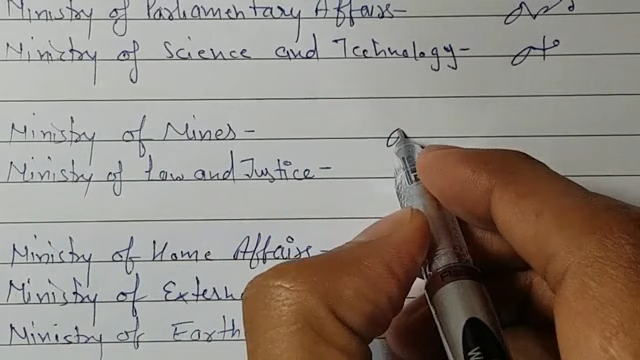 Ministry of Parliamentary Affairs-
Ministry of Science and Technology-
Ministry of Mines-
Ministry of Law and Justice-
Ministry of Home Affairs-
Ministry of Extern
Ministry of Earth